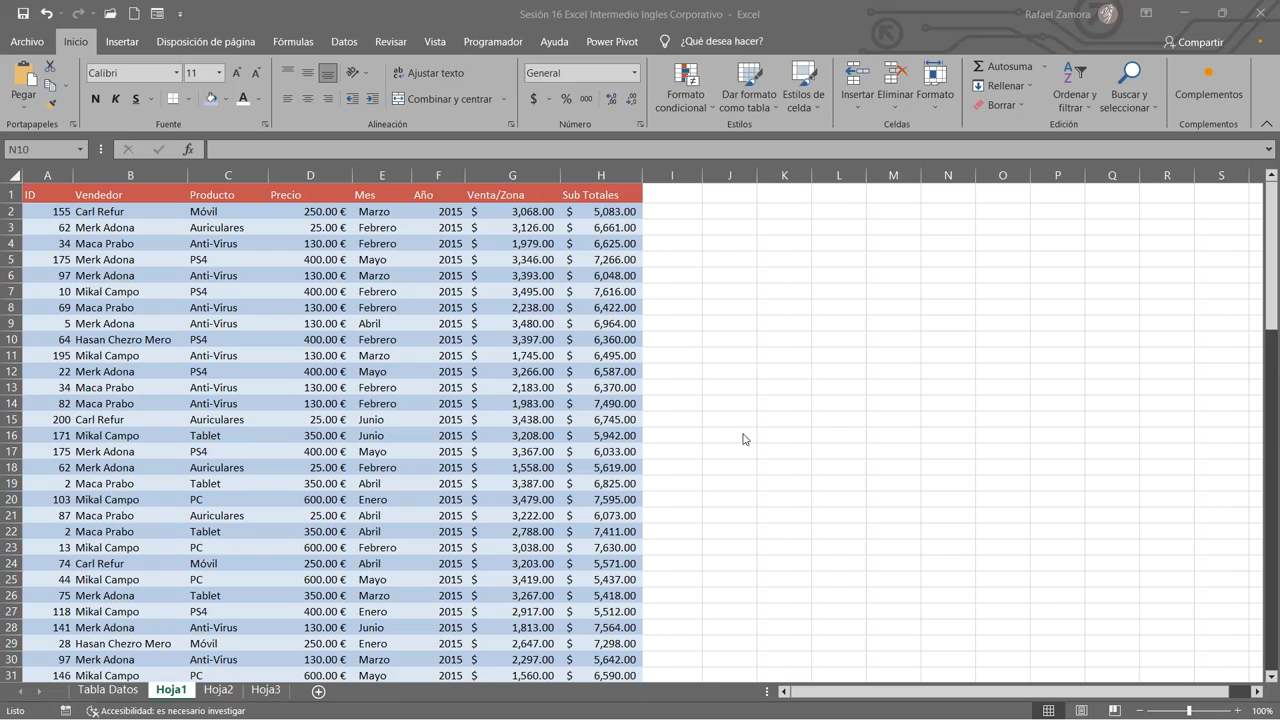 Sesión 16 Excel Intermedio Ingles Corporativo - Excel
Rafael Zamora
Archivo Inicio Insertar Disposición de página Fórmulas Datos Revisar Vista Programador Ayuda Power Pivot ¿Qué desea hacer? Compartir
Pegar
Portapapeles
Calibri 11
N K S A
Fuente
Ajustar texto
Combinar y centrar
Alineación
General
$ % 000
Número
Formato condicional
Dar formato como tabla
Estilos de celda
Estilos
Insertar Eliminar Formato
Celdas
Autosuma
Rellenar
Borrar
Ordenar y filtrar
Buscar y seleccionar
Edición
Complementos
Complementos
N10 fx
A B C D E F G H I J K L M N O P Q R S
1 ID Vendedor Producto Precio Mes Año Venta/Zona Sub Totales
2 155 Carl Refur Móvil 250.00 € Marzo 2015 $ 3,068.00 $ 5,083.00
3 62 Merk Adona Auriculares 25.00 € Febrero 2015 $ 3,126.00 $ 6,661.00
4 34 Maca Prabo Anti-Virus 130.00 € Febrero 2015 $ 1,979.00 $ 6,625.00
5 175 Merk Adona PS4 400.00 € Mayo 2015 $ 3,346.00 $ 7,266.00
6 97 Merk Adona Anti-Virus 130.00 € Marzo 2015 $ 3,393.00 $ 6,048.00
7 10 Mikal Campo PS4 400.00 € Febrero 2015 $ 3,495.00 $ 7,616.00
8 69 Maca Prabo Anti-Virus 130.00 € Febrero 2015 $ 2,238.00 $ 6,422.00
9 5 Merk Adona Anti-Virus 130.00 € Abril 2015 $ 3,480.00 $ 6,964.00
10 64 Hasan Chezro Mero PS4 400.00 € Febrero 2015 $ 3,397.00 $ 6,360.00
11 195 Mikal Campo Anti-Virus 130.00 € Marzo 2015 $ 1,745.00 $ 6,495.00
12 22 Merk Adona PS4 400.00 € Mayo 2015 $ 3,266.00 $ 6,587.00
13 34 Maca Prabo Anti-Virus 130.00 € Febrero 2015 $ 2,183.00 $ 6,370.00
14 82 Maca Prabo Anti-Virus 130.00 € Febrero 2015 $ 1,983.00 $ 7,490.00
15 200 Carl Refur Auriculares 25.00 € Junio 2015 $ 3,438.00 $ 6,745.00
16 171 Mikal Campo Tablet 350.00 € Junio 2015 $ 3,208.00 $ 5,942.00
17 175 Merk Adona PS4 400.00 € Mayo 2015 $ 3,367.00 $ 6,033.00
18 62 Merk Adona Auriculares 25.00 € Febrero 2015 $ 1,558.00 $ 5,619.00
19 2 Maca Prabo Tablet 350.00 € Abril 2015 $ 3,387.00 $ 6,825.00
20 103 Mikal Campo PC 600.00 € Enero 2015 $ 3,479.00 $ 7,595.00
21 87 Maca Prabo Auriculares 25.00 € Abril 2015 $ 3,222.00 $ 6,073.00
22 2 Maca Prabo Tablet 350.00 € Abril 2015 $ 2,788.00 $ 7,411.00
23 13 Mikal Campo PC 600.00 € Febrero 2015 $ 3,038.00 $ 7,630.00
24 74 Carl Refur Móvil 250.00 € Abril 2015 $ 3,203.00 $ 5,571.00
25 44 Mikal Campo PC 600.00 € Mayo 2015 $ 3,419.00 $ 5,437.00
26 75 Merk Adona Tablet 350.00 € Mayo 2015 $ 3,267.00 $ 5,418.00
27 118 Mikal Campo PS4 400.00 € Enero 2015 $ 2,917.00 $ 5,512.00
28 141 Merk Adona Anti-Virus 130.00 € Junio 2015 $ 1,813.00 $ 7,564.00
29 28 Hasan Chezro Mero Móvil 250.00 € Enero 2015 $ 2,647.00 $ 7,298.00
30 97 Merk Adona Anti-Virus 130.00 € Marzo 2015 $ 2,297.00 $ 5,642.00
31 146 Mikal Campo PC 600.00 € Mayo 2015 $ 1,560.00 $ 6,590.00
Tabla Datos Hoja1 Hoja2 Hoja3
Listo Accesibilidad: es necesario investigar 100%